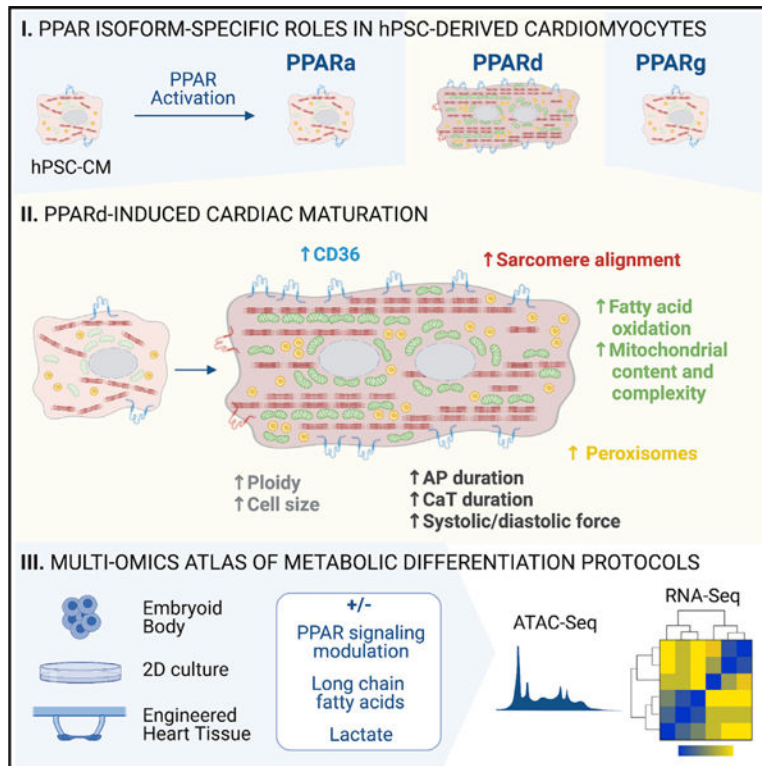 I. PPAR ISOFORM-SPECIFIC ROLES IN hPSC-DERIVED CARDIOMYOCYTES
PPAR
Activation
PPARa
PPARd
PPARg
hPSC-CM
II. PPARd-INDUCED CARDIAC MATURATION
↑CD36
↑Sarcomere alignment
↑Fatty acid
oxidation
↑Mitochondrial
content and
complexity
↑Peroxisomes
↑Ploidy
↑Cell size
↑AP duration
↑CaT duration
↑Systolic/diastolic force
III. MULTI-OMICS ATLAS OF METABOLIC DIFFERENTIATION PROTOCOLS
Embryoid
Body
2D culture
Engineered
Heart Tissue
+/-
PPAR signaling
modulation
Long chain
fatty acids
Lactate
ATAC-Seq
RNA-Seq